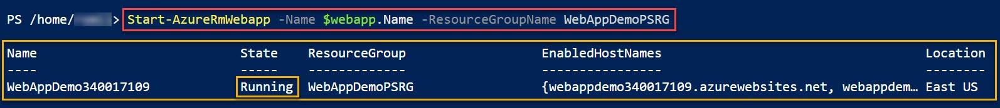 PS /home/> Start-AzureRmWebapp -Name $webapp.Name -ResourceGroupName WebAppDemoPSRG
Name State ResourceGroup EnabledHostNames Location
---- ----- ------------- ---------------- --------
WebAppDemo340017109 Running WebAppDemoPSRG {webappdemo340017109.azurewebsites.net, webappdem… East US